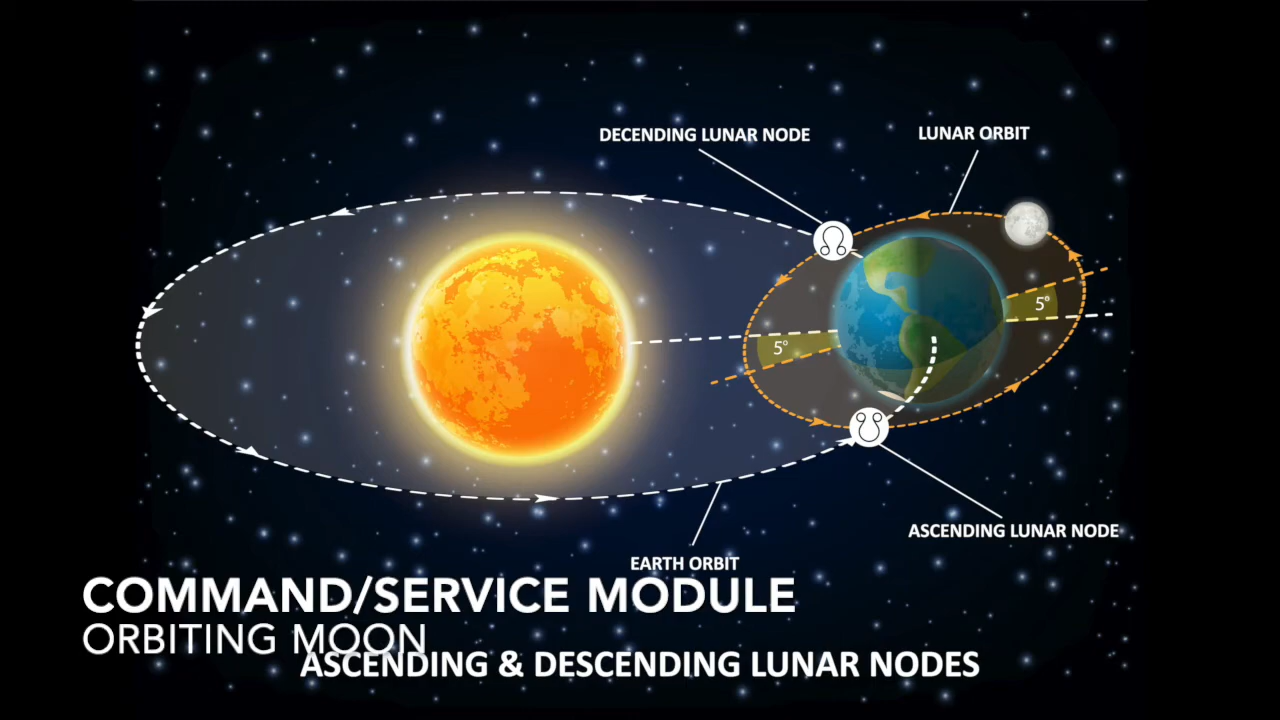 DECENDING LUNAR NODE
LUNAR ORBIT
5°
5°
ASCENDING LUNAR NODE
EARTH ORBIT
COMMAND/SERVICE MODULE
ORBITING MOON
ASCENDING & DESCENDING LUNAR NODES